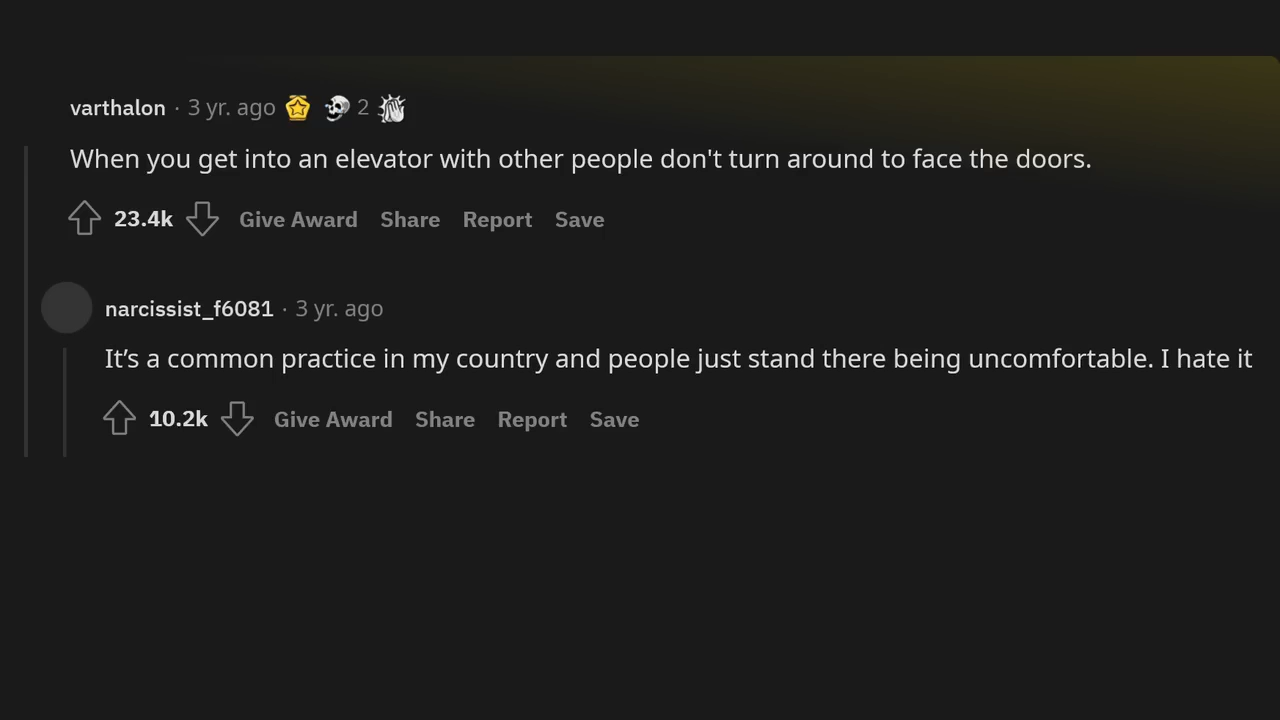 varthalon · 3 yr. ago 2
When you get into an elevator with other people don't turn around to face the doors.
23.4k Give Award Share Report Save
narcissist_f6081 · 3 yr. ago
It’s a common practice in my country and people just stand there being uncomfortable. I hate it
10.2k Give Award Share Report Save